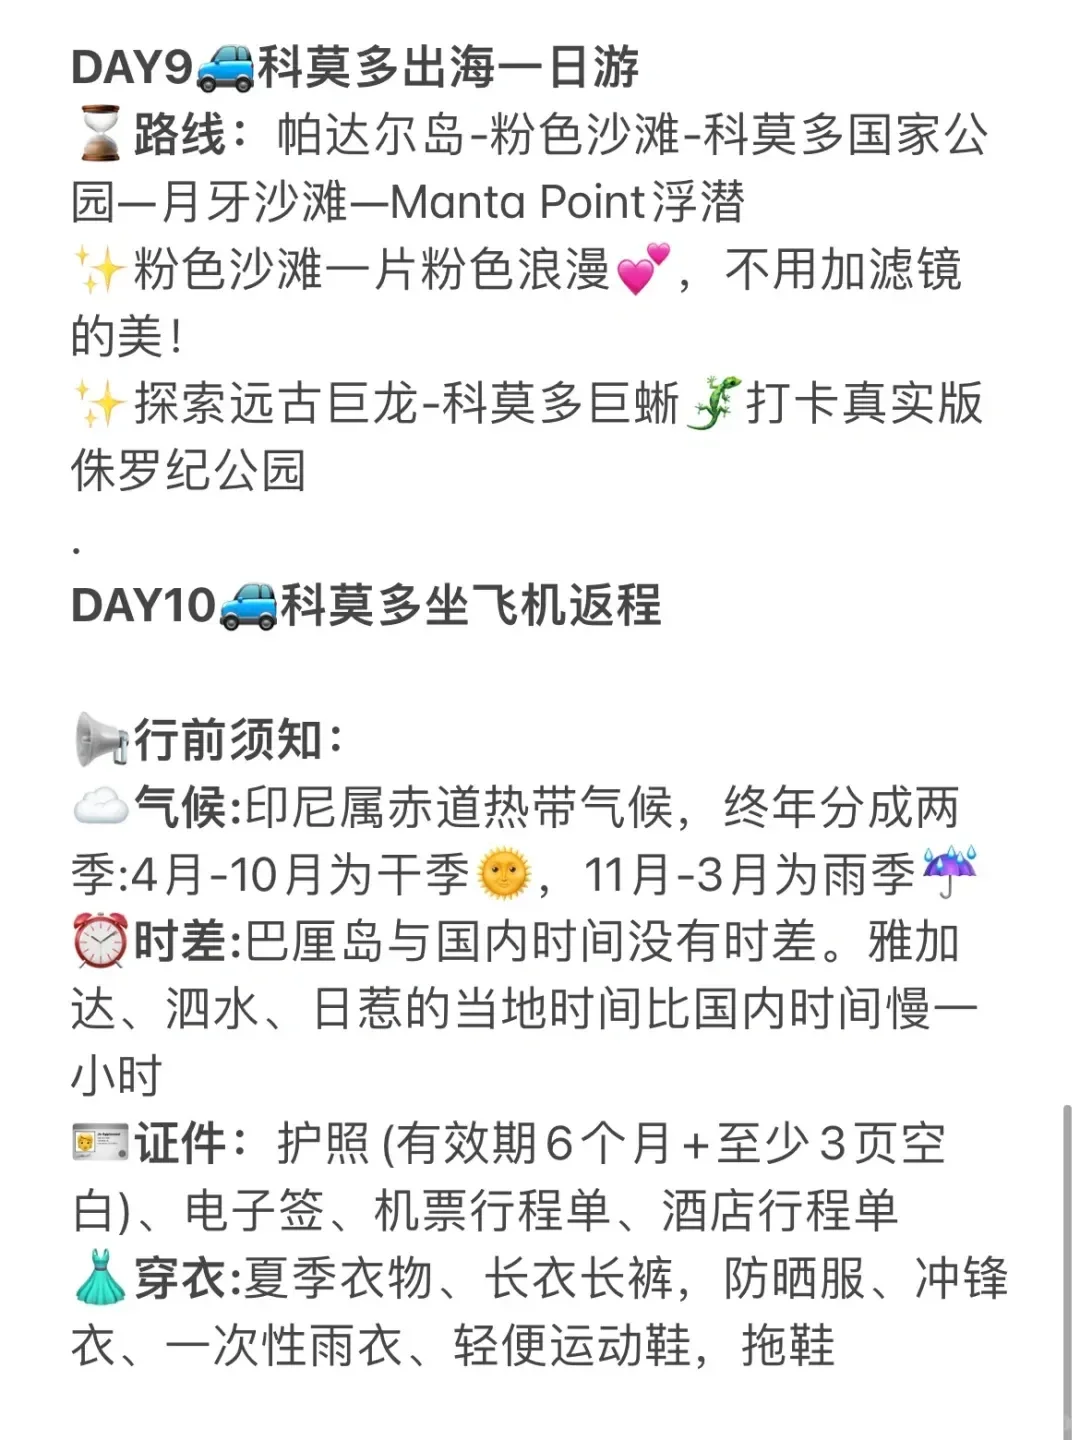 DAY9🚙科莫多出海一日游
⏳路线：帕达尔岛-粉色沙滩-科莫多国家公
园—月牙沙滩—Manta Point浮潜
✨粉色沙滩一片粉色浪漫💕，不用加滤镜
的美！
✨探索远古巨龙-科莫多巨蜥🦎打卡真实版
侏罗纪公园
.
DAY10🚙科莫多坐飞机返程
📢行前须知：
☁️气候:印尼属赤道热带气候，终年分成两
季:4月-10月为干季🌞，11月-3月为雨季☔
⏰时差:巴厘岛与国内时间没有时差。雅加
达、泗水、日惹的当地时间比国内时间慢一
小时
🪪证件：护照(有效期6个月+至少3页空
白)、电子签、机票行程单、酒店行程单
👗穿衣:夏季衣物、长衣长裤，防晒服、冲锋
衣、一次性雨衣、轻便运动鞋，拖鞋